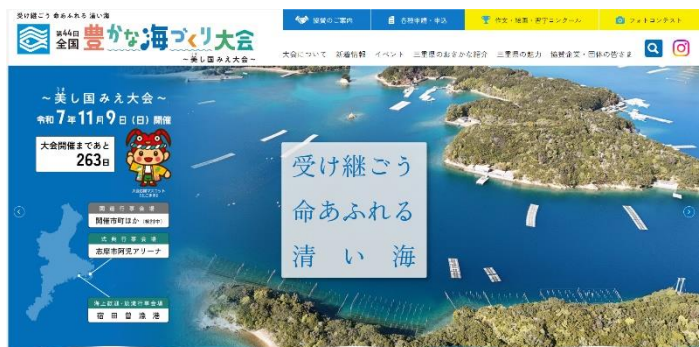 受け継ごう 命あふれる 清い海
第44回
全国
豊かな海づくり大会
～美し国みえ大会～
協賛のご案内
各種申請・申込
作文・絵画・習字コンクール
フォトコンテスト
大会について 新着情報 イベント 三重県のおさかな紹介 三重県の魅力 協賛企業・団体の皆さま
～美し国みえ大会～
令和7年11月9日（日）開催
大会開催まであと
263日
関連行事会場
開催市町ほか
式典行事会場
志摩市阿児アリーナ
海上歓迎・放流行事会場
宿田曽漁港
受け継ごう
命あふれる
清い海